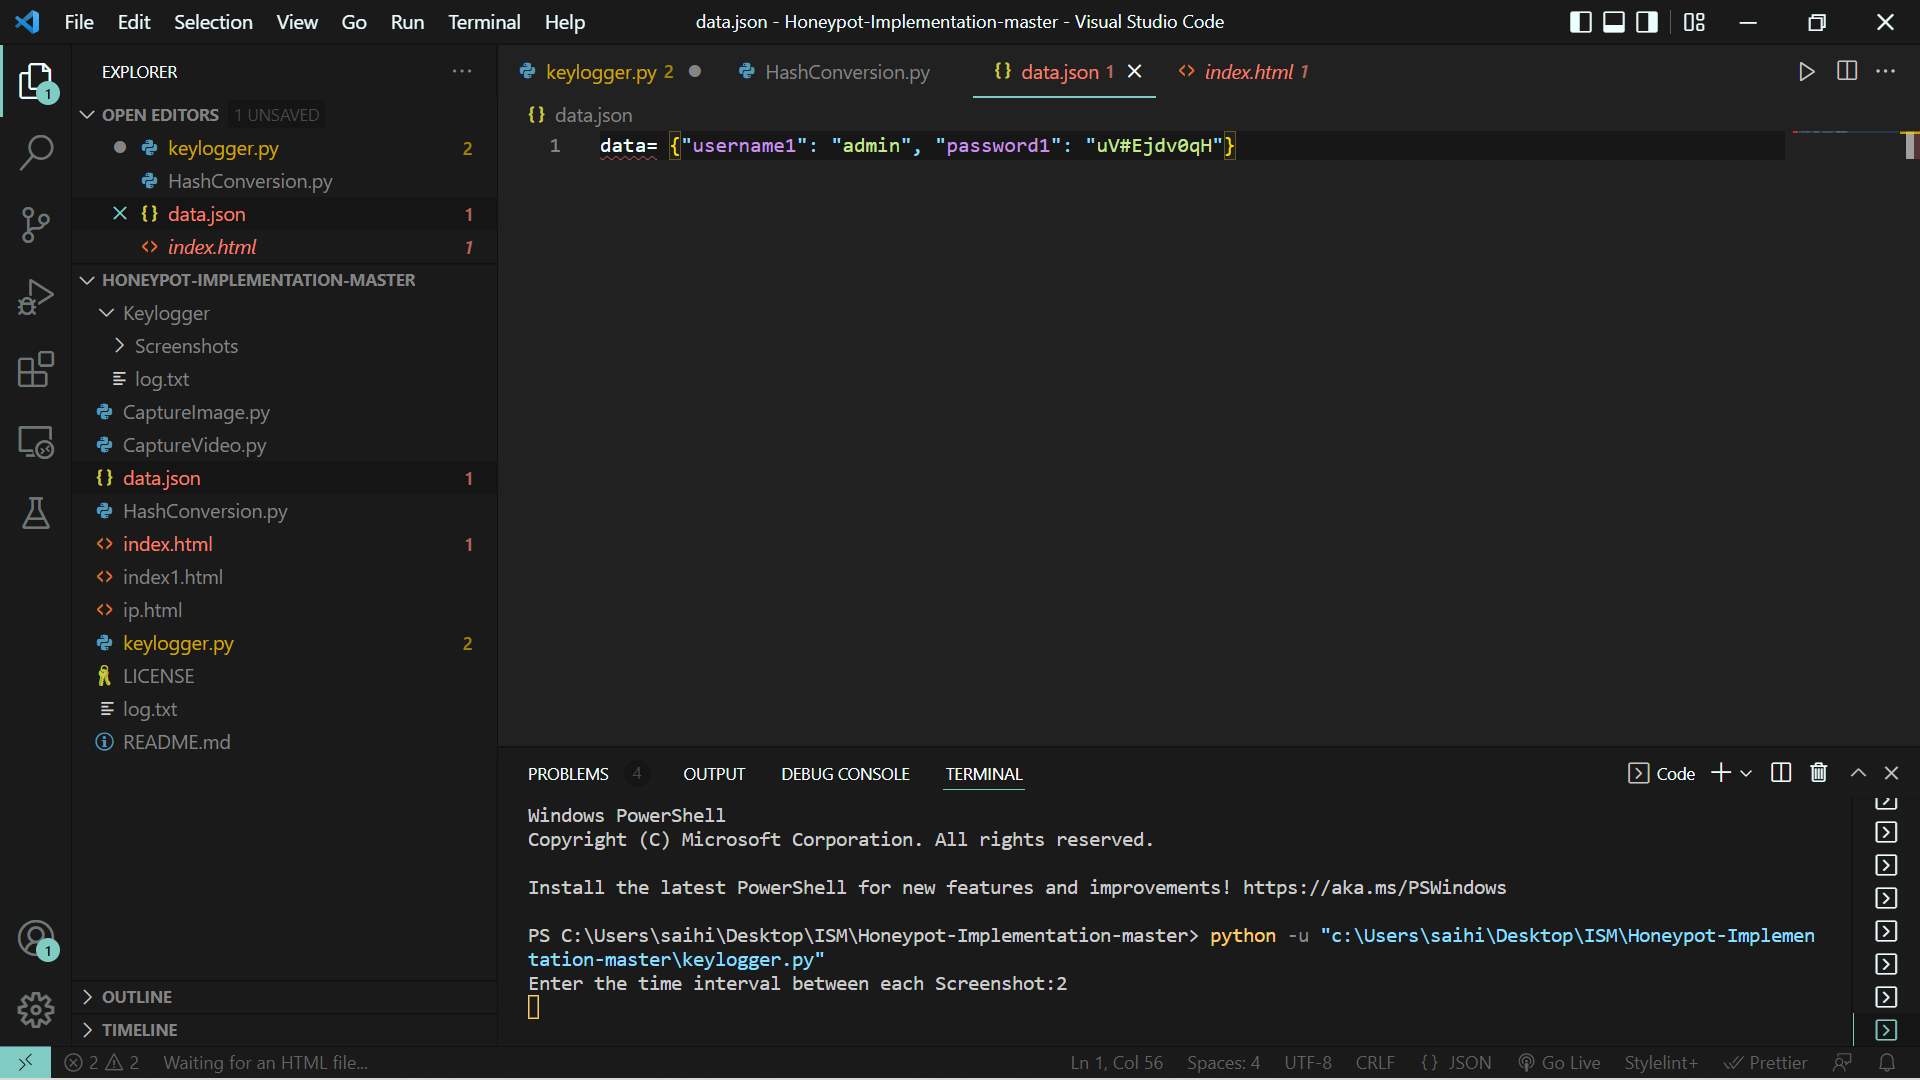 File Edit Selection View Go Run Terminal Help data.json - Honeypot-Implementation-master - Visual Studio Code
EXPLORER
1
OPEN EDITORS 1 UNSAVED
keylogger.py 2
HashConversion.py
data.json 1
index.html 1
HONEYPOT-IMPLEMENTATION-MASTER
Keylogger
Screenshots
log.txt
CaptureImage.py
CaptureVideo.py
data.json 1
HashConversion.py
index.html 1
index1.html
ip.html
keylogger.py 2
LICENSE
log.txt
README.md
1
OUTLINE
TIMELINE
keylogger.py 2 HashConversion.py data.json 1 index.html 1
data.json
1 data= {"username1": "admin", "password1": "uV#Ejdv0qH"}
PROBLEMS 4 OUTPUT DEBUG CONSOLE TERMINAL Code
Windows PowerShell
Copyright (C) Microsoft Corporation. All rights reserved.
Install the latest PowerShell for new features and improvements! https://aka.ms/PSWindows
PS C:\Users\saihi\Desktop\ISM\Honeypot-Implementation-master> python -u "c:\Users\saihi\Desktop\ISM\Honeypot-Implemen
tation-master\keylogger.py"
Enter the time interval between each Screenshot:2
2 2 Waiting for an HTML file... Ln 1, Col 56 Spaces: 4 UTF-8 CRLF {} JSON Go Live Stylelint+ Prettier